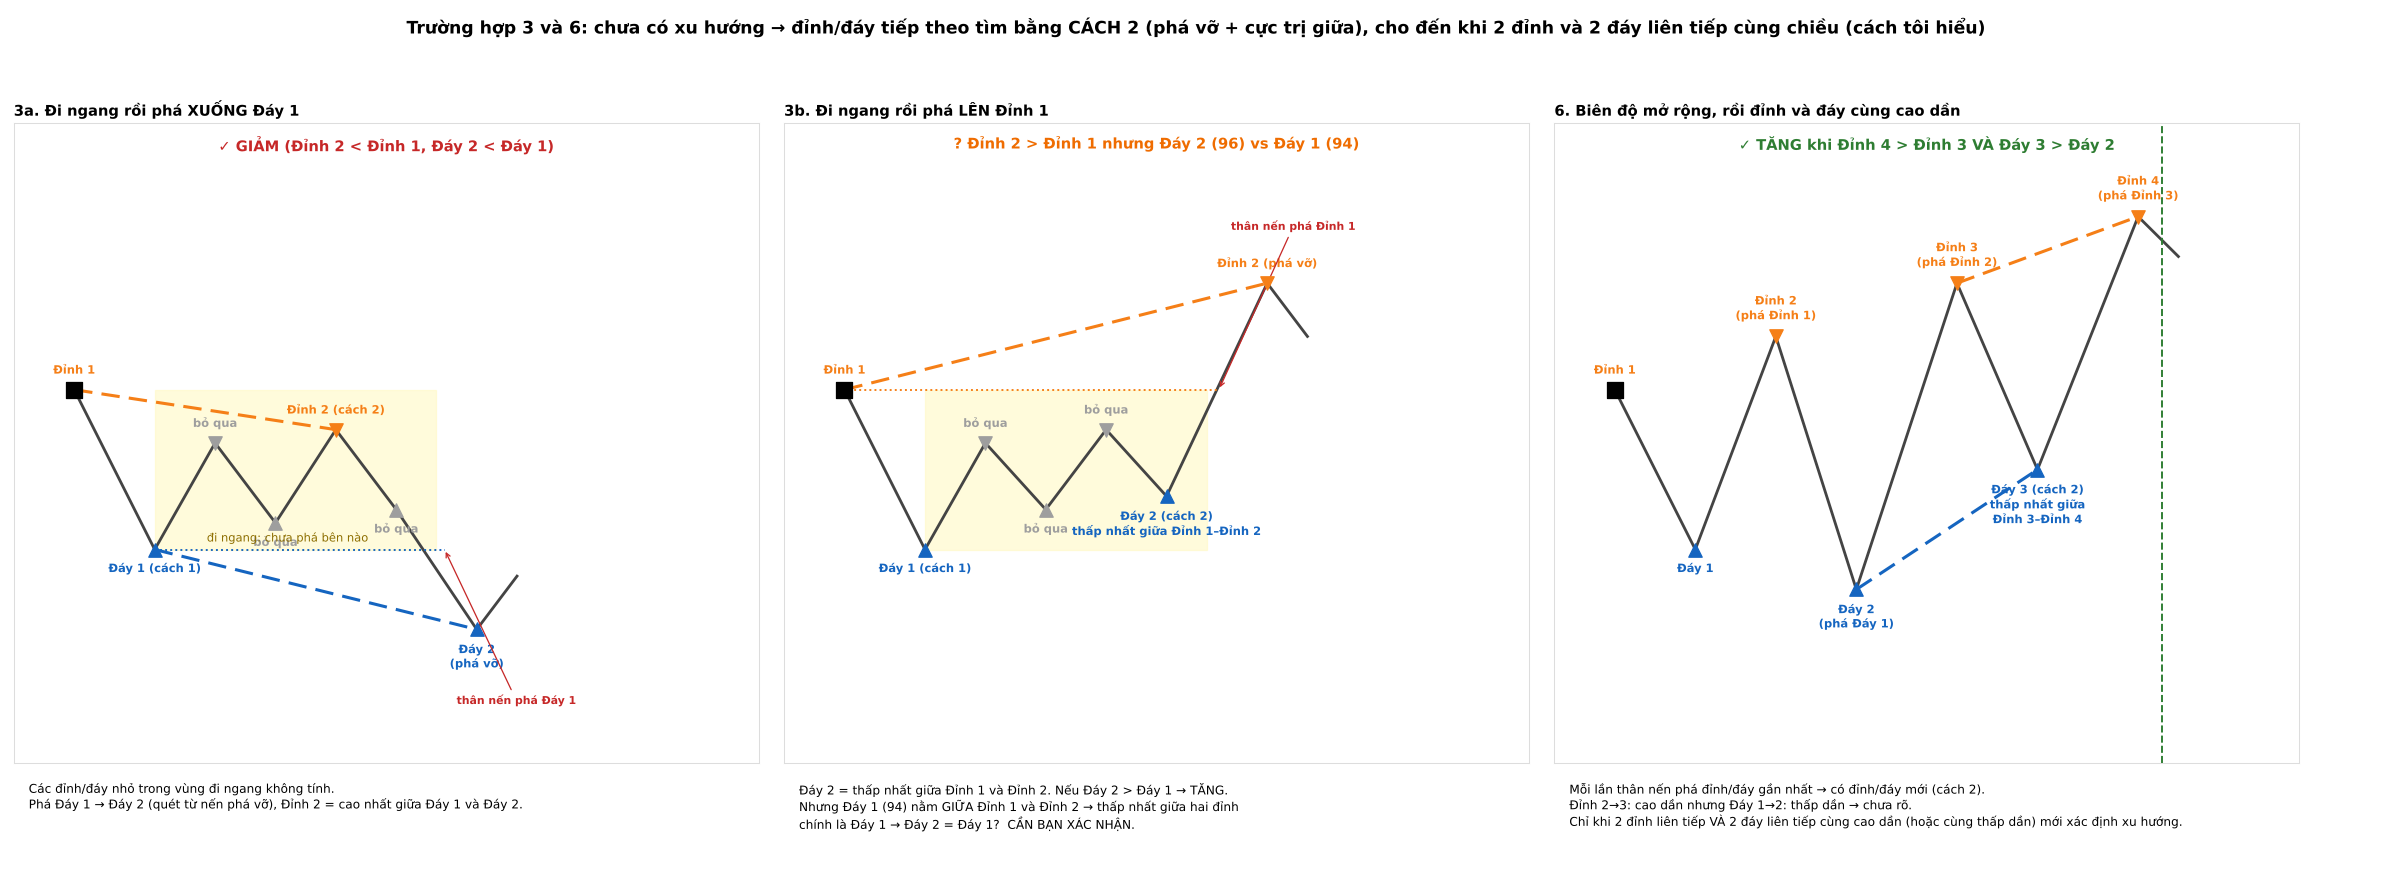 Trường hợp 3 và 6: chưa có xu hướng → đỉnh/đáy tiếp theo tìm bằng CÁCH 2 (phá vỡ + cực trị giữa), cho đến khi 2 đỉnh và 2 đáy liên tiếp cùng chiều (cách tôi hiểu)
3a. Đi ngang rồi phá XUỐNG Đáy 1
✓ GIẢM (Đỉnh 2 < Đỉnh 1, Đáy 2 < Đáy 1)
Đỉnh 1
Đỉnh 2 (cách 2)
bỏ qua
bỏ qua
đi ngang: chưa phá bên nào
bỏ qua
Đáy 1 (cách 1)
Đáy 2
(phá vỡ)
thân nến phá Đáy 1
Các đỉnh/đáy nhỏ trong vùng đi ngang không tính.
Phá Đáy 1 → Đáy 2 (quét từ nến phá vỡ), Đỉnh 2 = cao nhất giữa Đáy 1 và Đáy 2.
3b. Đi ngang rồi phá LÊN Đỉnh 1
? Đỉnh 2 > Đỉnh 1 nhưng Đáy 2 (96) vs Đáy 1 (94)
thân nến phá Đỉnh 1
Đỉnh 2 (phá vỡ)
Đỉnh 1
bỏ qua
bỏ qua
Đáy 2 (cách 2)
bỏ qua
thấp nhất giữa Đỉnh 1–Đỉnh 2
Đáy 1 (cách 1)
Đáy 2 = thấp nhất giữa Đỉnh 1 và Đỉnh 2. Nếu Đáy 2 > Đáy 1 → TĂNG.
Nhưng Đáy 1 (94) nằm GIỮA Đỉnh 1 và Đỉnh 2 → thấp nhất giữa hai đỉnh
chính là Đáy 1 → Đáy 2 = Đáy 1?  CẦN BẠN XÁC NHẬN.
6. Biên độ mở rộng, rồi đỉnh và đáy cùng cao dần
✓ TĂNG khi Đỉnh 4 > Đỉnh 3 VÀ Đáy 3 > Đáy 2
Đỉnh 4
(phá Đỉnh 3)
Đỉnh 3
(phá Đỉnh 2)
Đỉnh 2
(phá Đỉnh 1)
Đỉnh 1
Đáy 3 (cách 2)
thấp nhất giữa
Đỉnh 3–Đỉnh 4
Đáy 1
Đáy 2
(phá Đáy 1)
Mỗi lần thân nến phá đỉnh/đáy gần nhất → có đỉnh/đáy mới (cách 2).
Đỉnh 2→3: cao dần nhưng Đáy 1→2: thấp dần → chưa rõ.
Chỉ khi 2 đỉnh liên tiếp VÀ 2 đáy liên tiếp cùng cao dần (hoặc cùng thấp dần) mới xác định xu hướng.